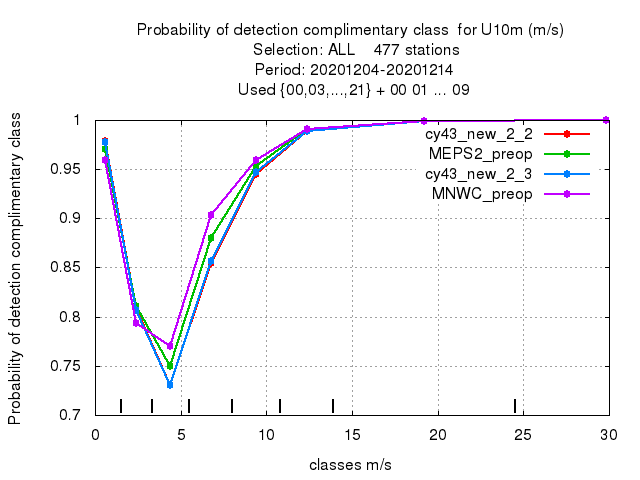 Probability of detection complimentary class for U10m (m/s)
Selection: ALL 477 stations
Period: 20201204-20201214
Used {00,03,...,21} + 00 01 ... 09
Probability of detection complimentary class
1
0.95
0.9
0.85
0.8
0.75
0.7
cy43_new_2_2
MEPS2_preop
cy43_new_2_3
MNWC_preop
0 5 10 15 20 25 30
classes m/s